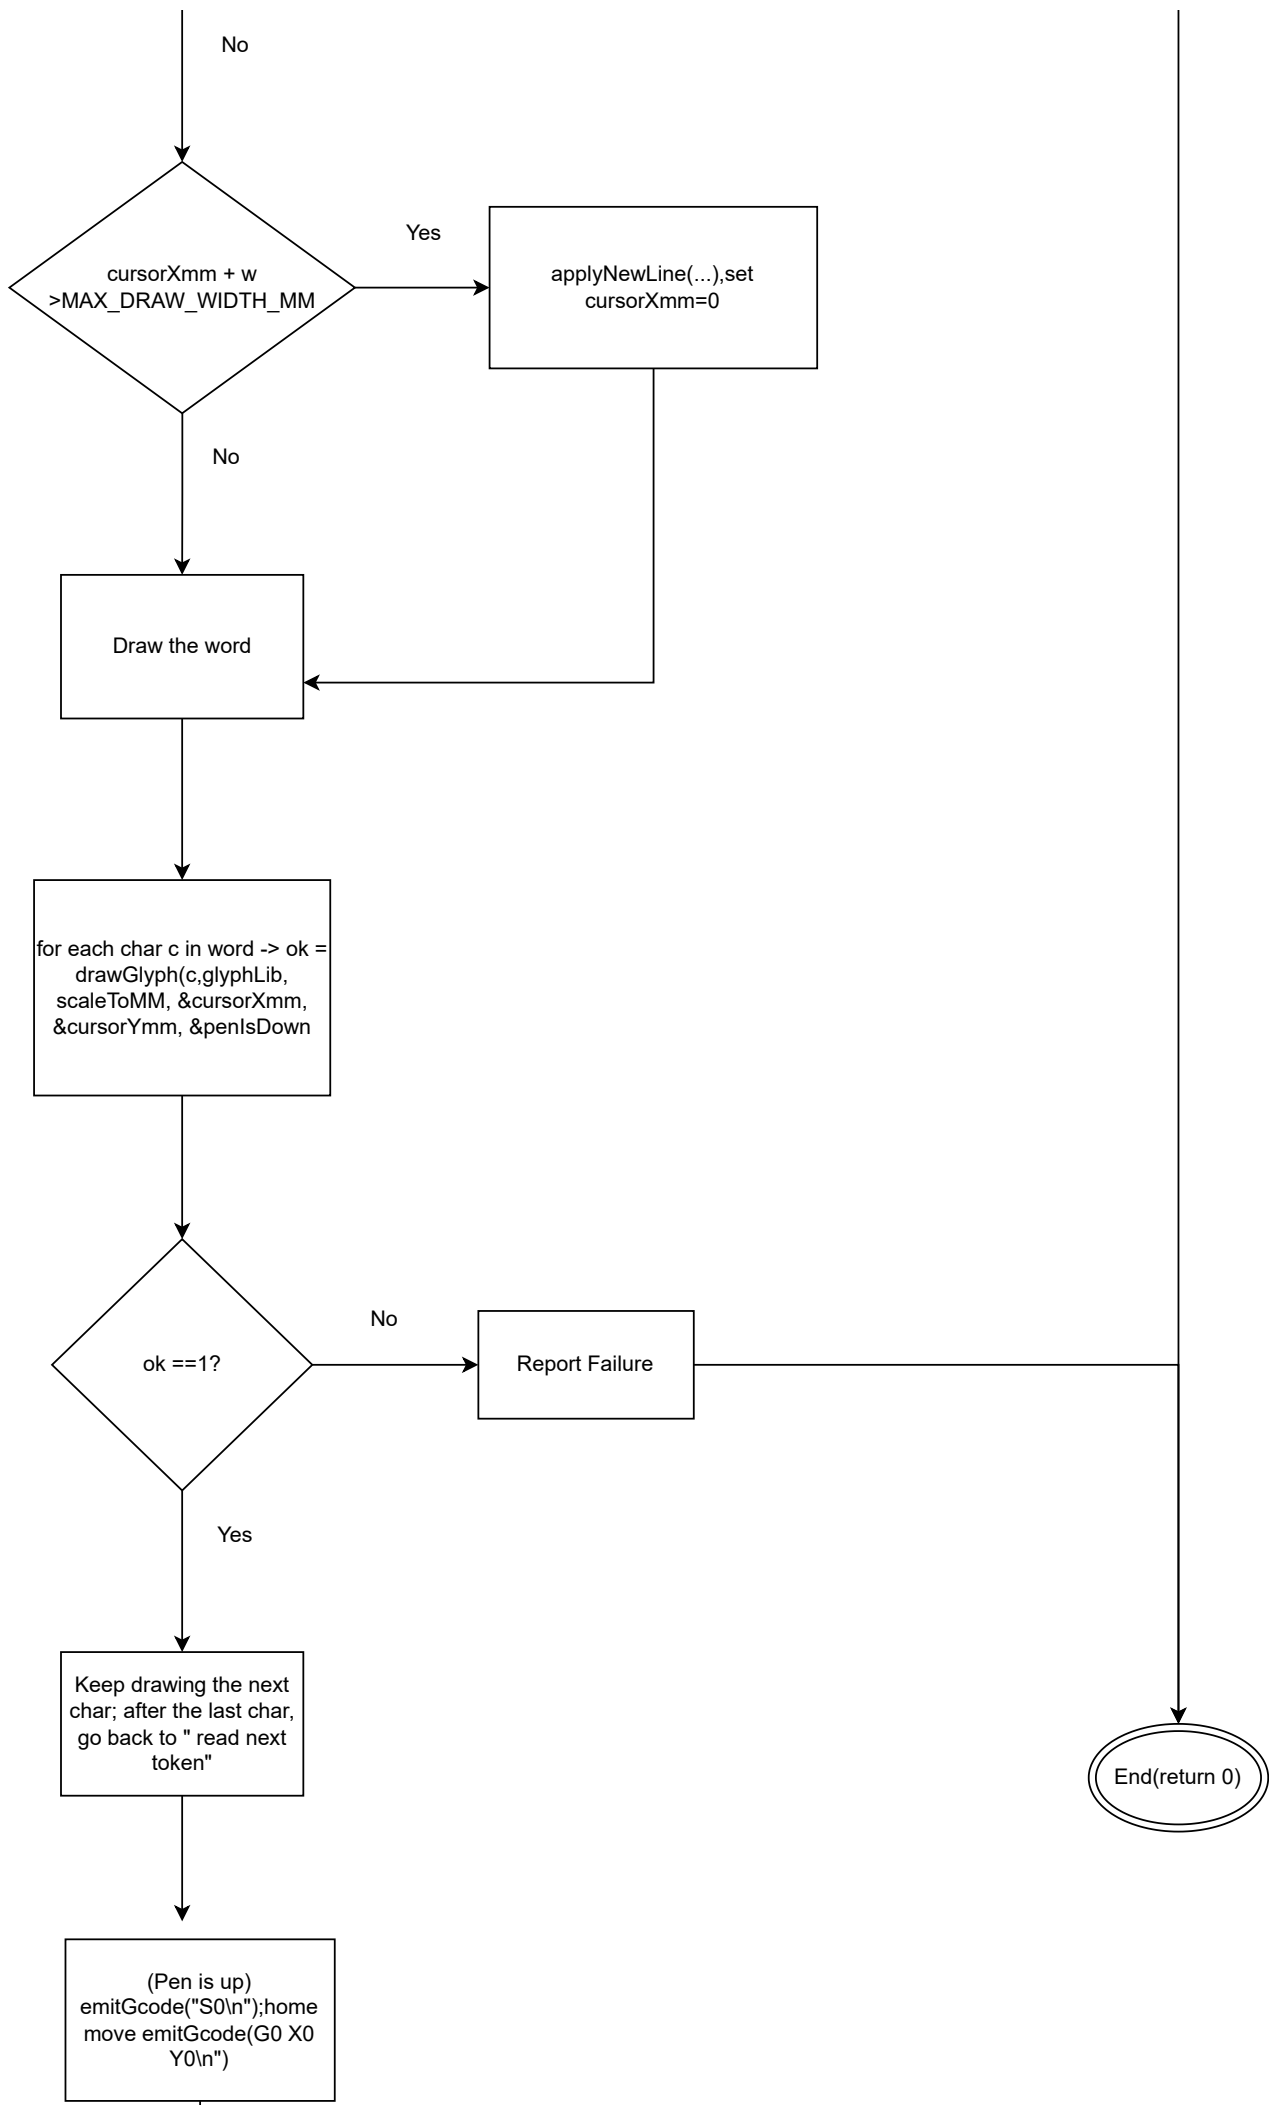 No
Yes
cursorXmm + w
>MAX_DRAW_WIDTH_MM
applyNewLine(...),set
cursorXmm=0
No
Draw the word
for each char c in word -> ok =
drawGlyph(c,glyphLib,
scaleToMM, &cursorXmm,
&cursorYmm, &penIsDown
No
ok ==1?
Report Failure
Yes
Keep drawing the next
char; after the last char,
go back to " read next
token"
End(return 0)
(Pen is up)
emitGcode("S0\n");home
move emitGcode(G0 X0
Y0\n")